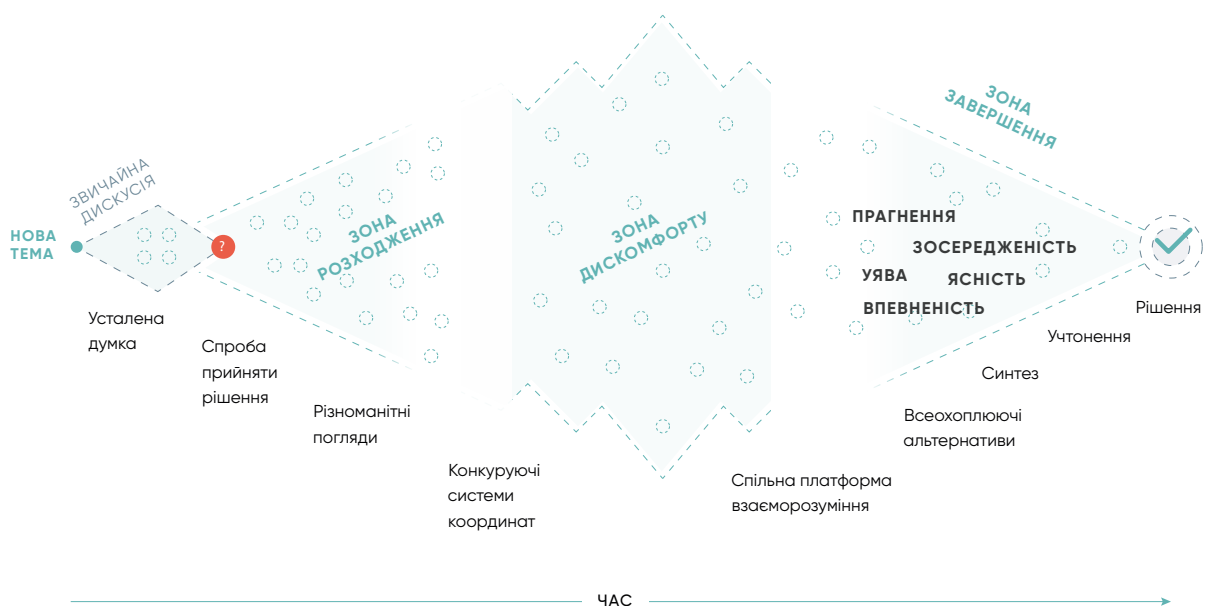 НОВА
ТЕМА
ЗВИЧАЙНА
ДИСКУСІЯ
Усталена
думка
?
Спроба
прийняти
рішення
ЗОНА
РОЗХОДЖЕННЯ
Різноманітні
погляди
Конкуруючі
системи
координат
ЗОНА
ДИСКОМФОРТУ
Спільна платформа
взаєморозуміння
ПРАГНЕННЯ
ЗОСЕРЕДЖЕНІСТЬ
УЯВА
ЯСНІСТЬ
ВПЕВНЕНІСТЬ
ЗОНА
ЗАВЕРШЕННЯ
Всеохоплюючі
альтернативи
Синтез
Учтонення
Рішення
ЧАС